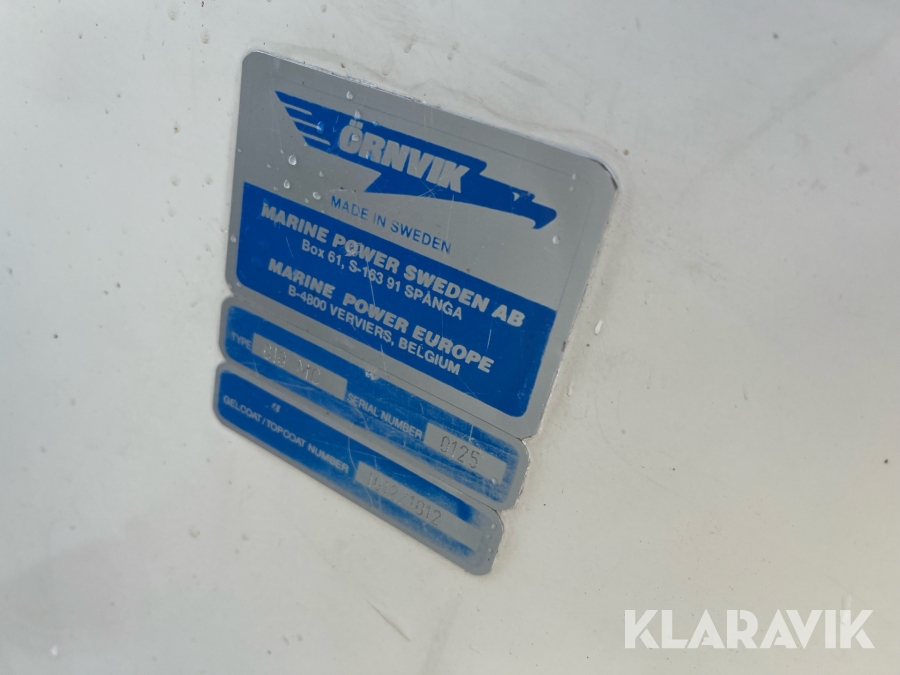 ÖRNVIK
MADE IN SWEDEN
MARINE POWER SWEDEN AB
Box 61, S-163 91 SPÅNGA
MARINE POWER EUROPE
B-4800 VERVIERS, BELGIUM
TYPE MC SERIAL NUMBER 0125
GELCOAT/TOPCOAT NUMBER
KLARAVIK